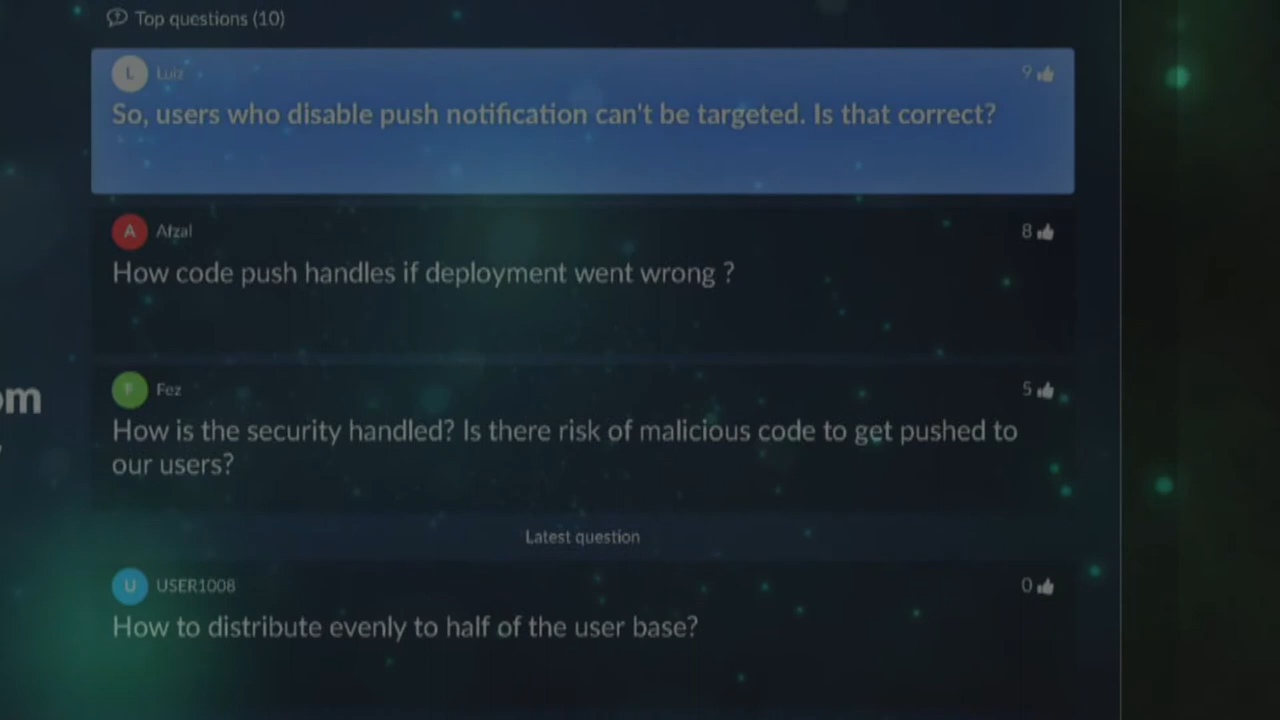 Top questions (10)
L Luiz 9
So, users who disable push notification can't be targeted. Is that correct?
A Afzal 8
How code push handles if deployment went wrong ?
F Fez 5
How is the security handled? Is there risk of malicious code to get pushed to
our users?
om
Latest question
U USER1008 0
How to distribute evenly to half of the user base?